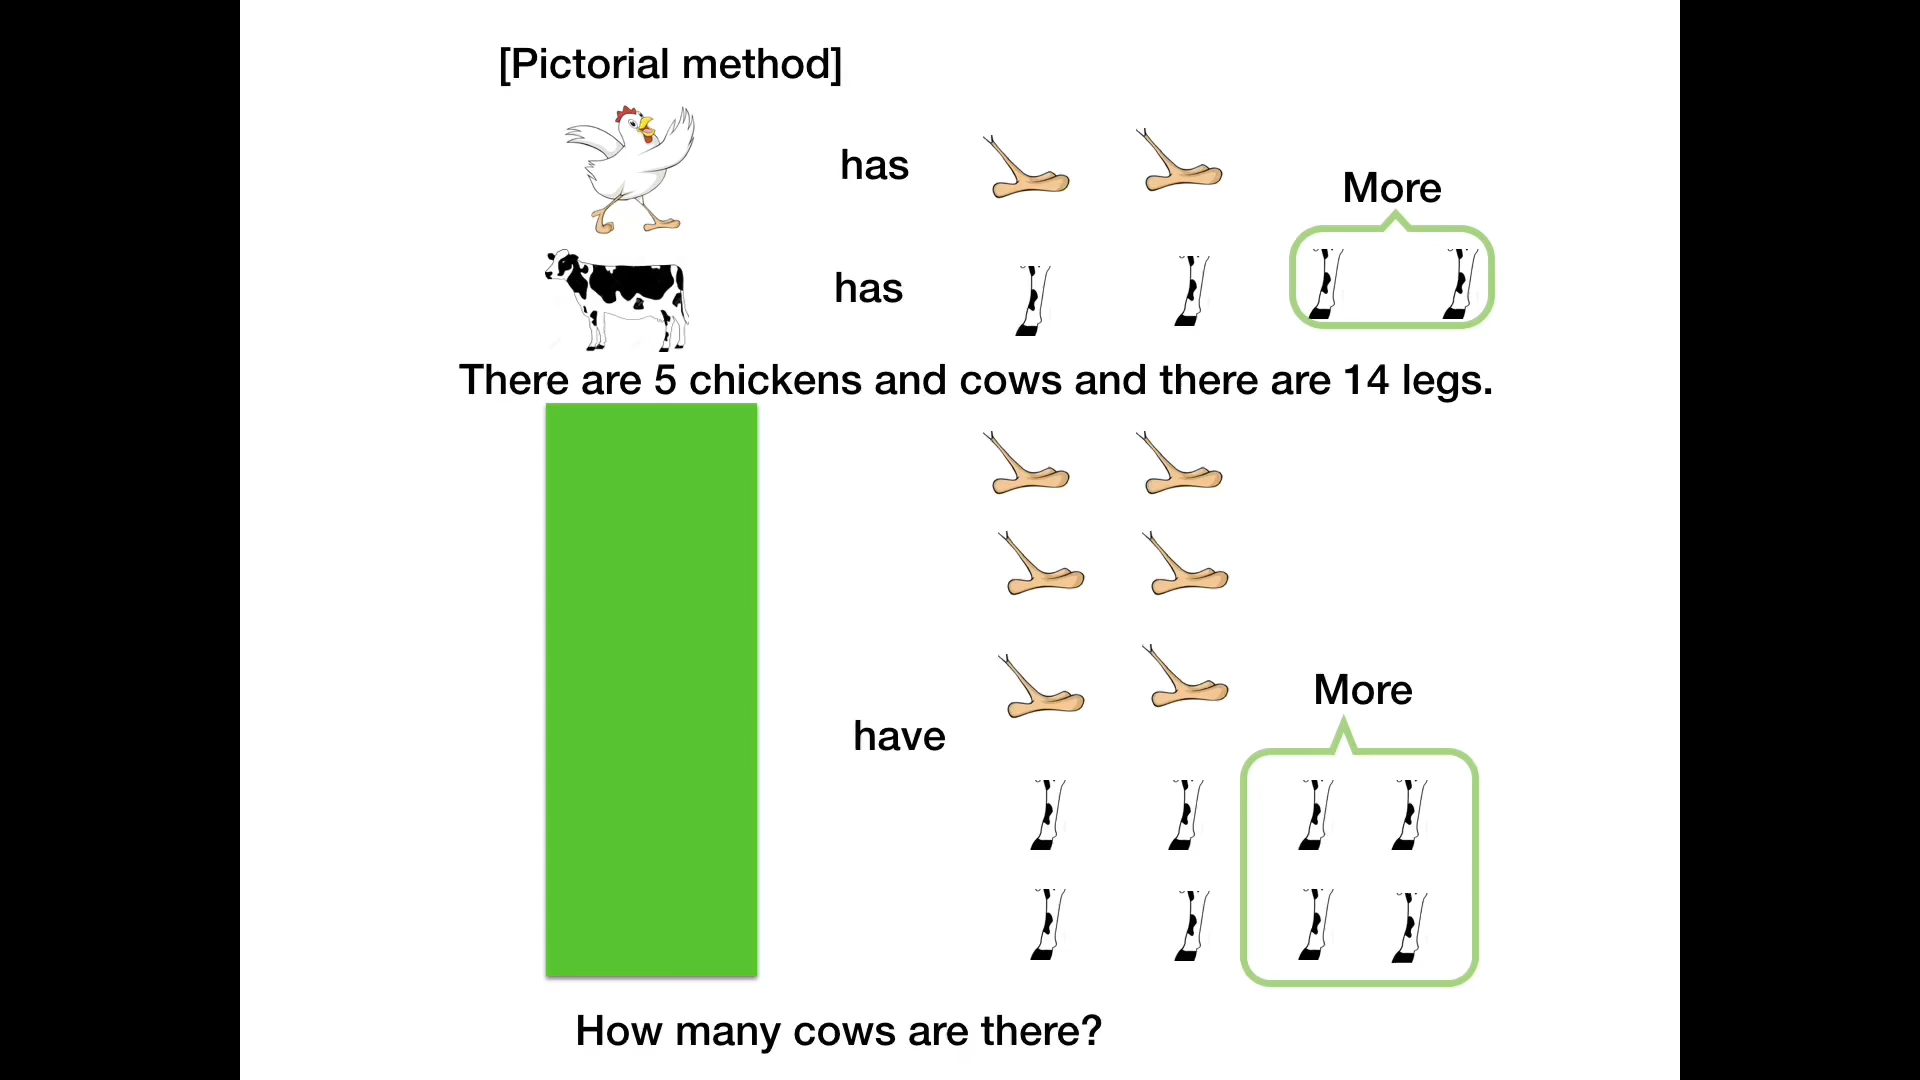 [Pictorial method]
has
More
has
There are 5 chickens and cows and there are 14 legs.
More
have
How many cows are there?